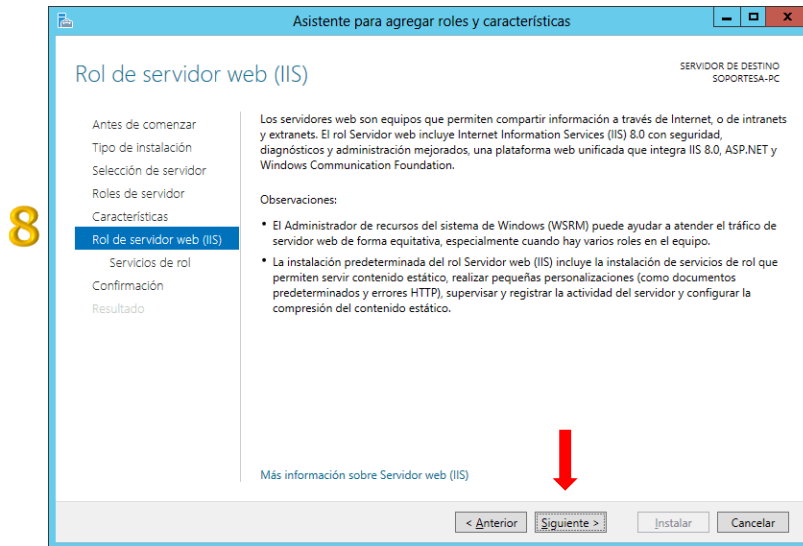 Asistente para agregar roles y características
Rol de servidor web (IIS)
SERVIDOR DE DESTINO
SOPORTESA-PC
Antes de comenzar
Tipo de instalación
Selección de servidor
Roles de servidor
Características
8
Rol de servidor web (IIS)
Servicios de rol
Confirmación
Resultado
Los servidores web son equipos que permiten compartir información a través de Internet, o de intranets
y extranets. El rol Servidor web incluye Internet Information Services (IIS) 8.0 con seguridad,
diagnósticos y administración mejorados, una plataforma web unificada que integra IIS 8.0, ASP.NET y
Windows Communication Foundation.
Observaciones:
• El Administrador de recursos del sistema de Windows (WSRM) puede ayudar a atender el tráfico de
servidor web de forma equitativa, especialmente cuando hay varios roles en el equipo.
• La instalación predeterminada del rol Servidor web (IIS) incluye la instalación de servicios de rol que
permiten servir contenido estático, realizar pequeñas personalizaciones (como documentos
predeterminados y errores HTTP), supervisar y registrar la actividad del servidor y configurar la
compresión del contenido estático.
Más información sobre Servidor web (IIS)
< Anterior Siguiente > Instalar Cancelar